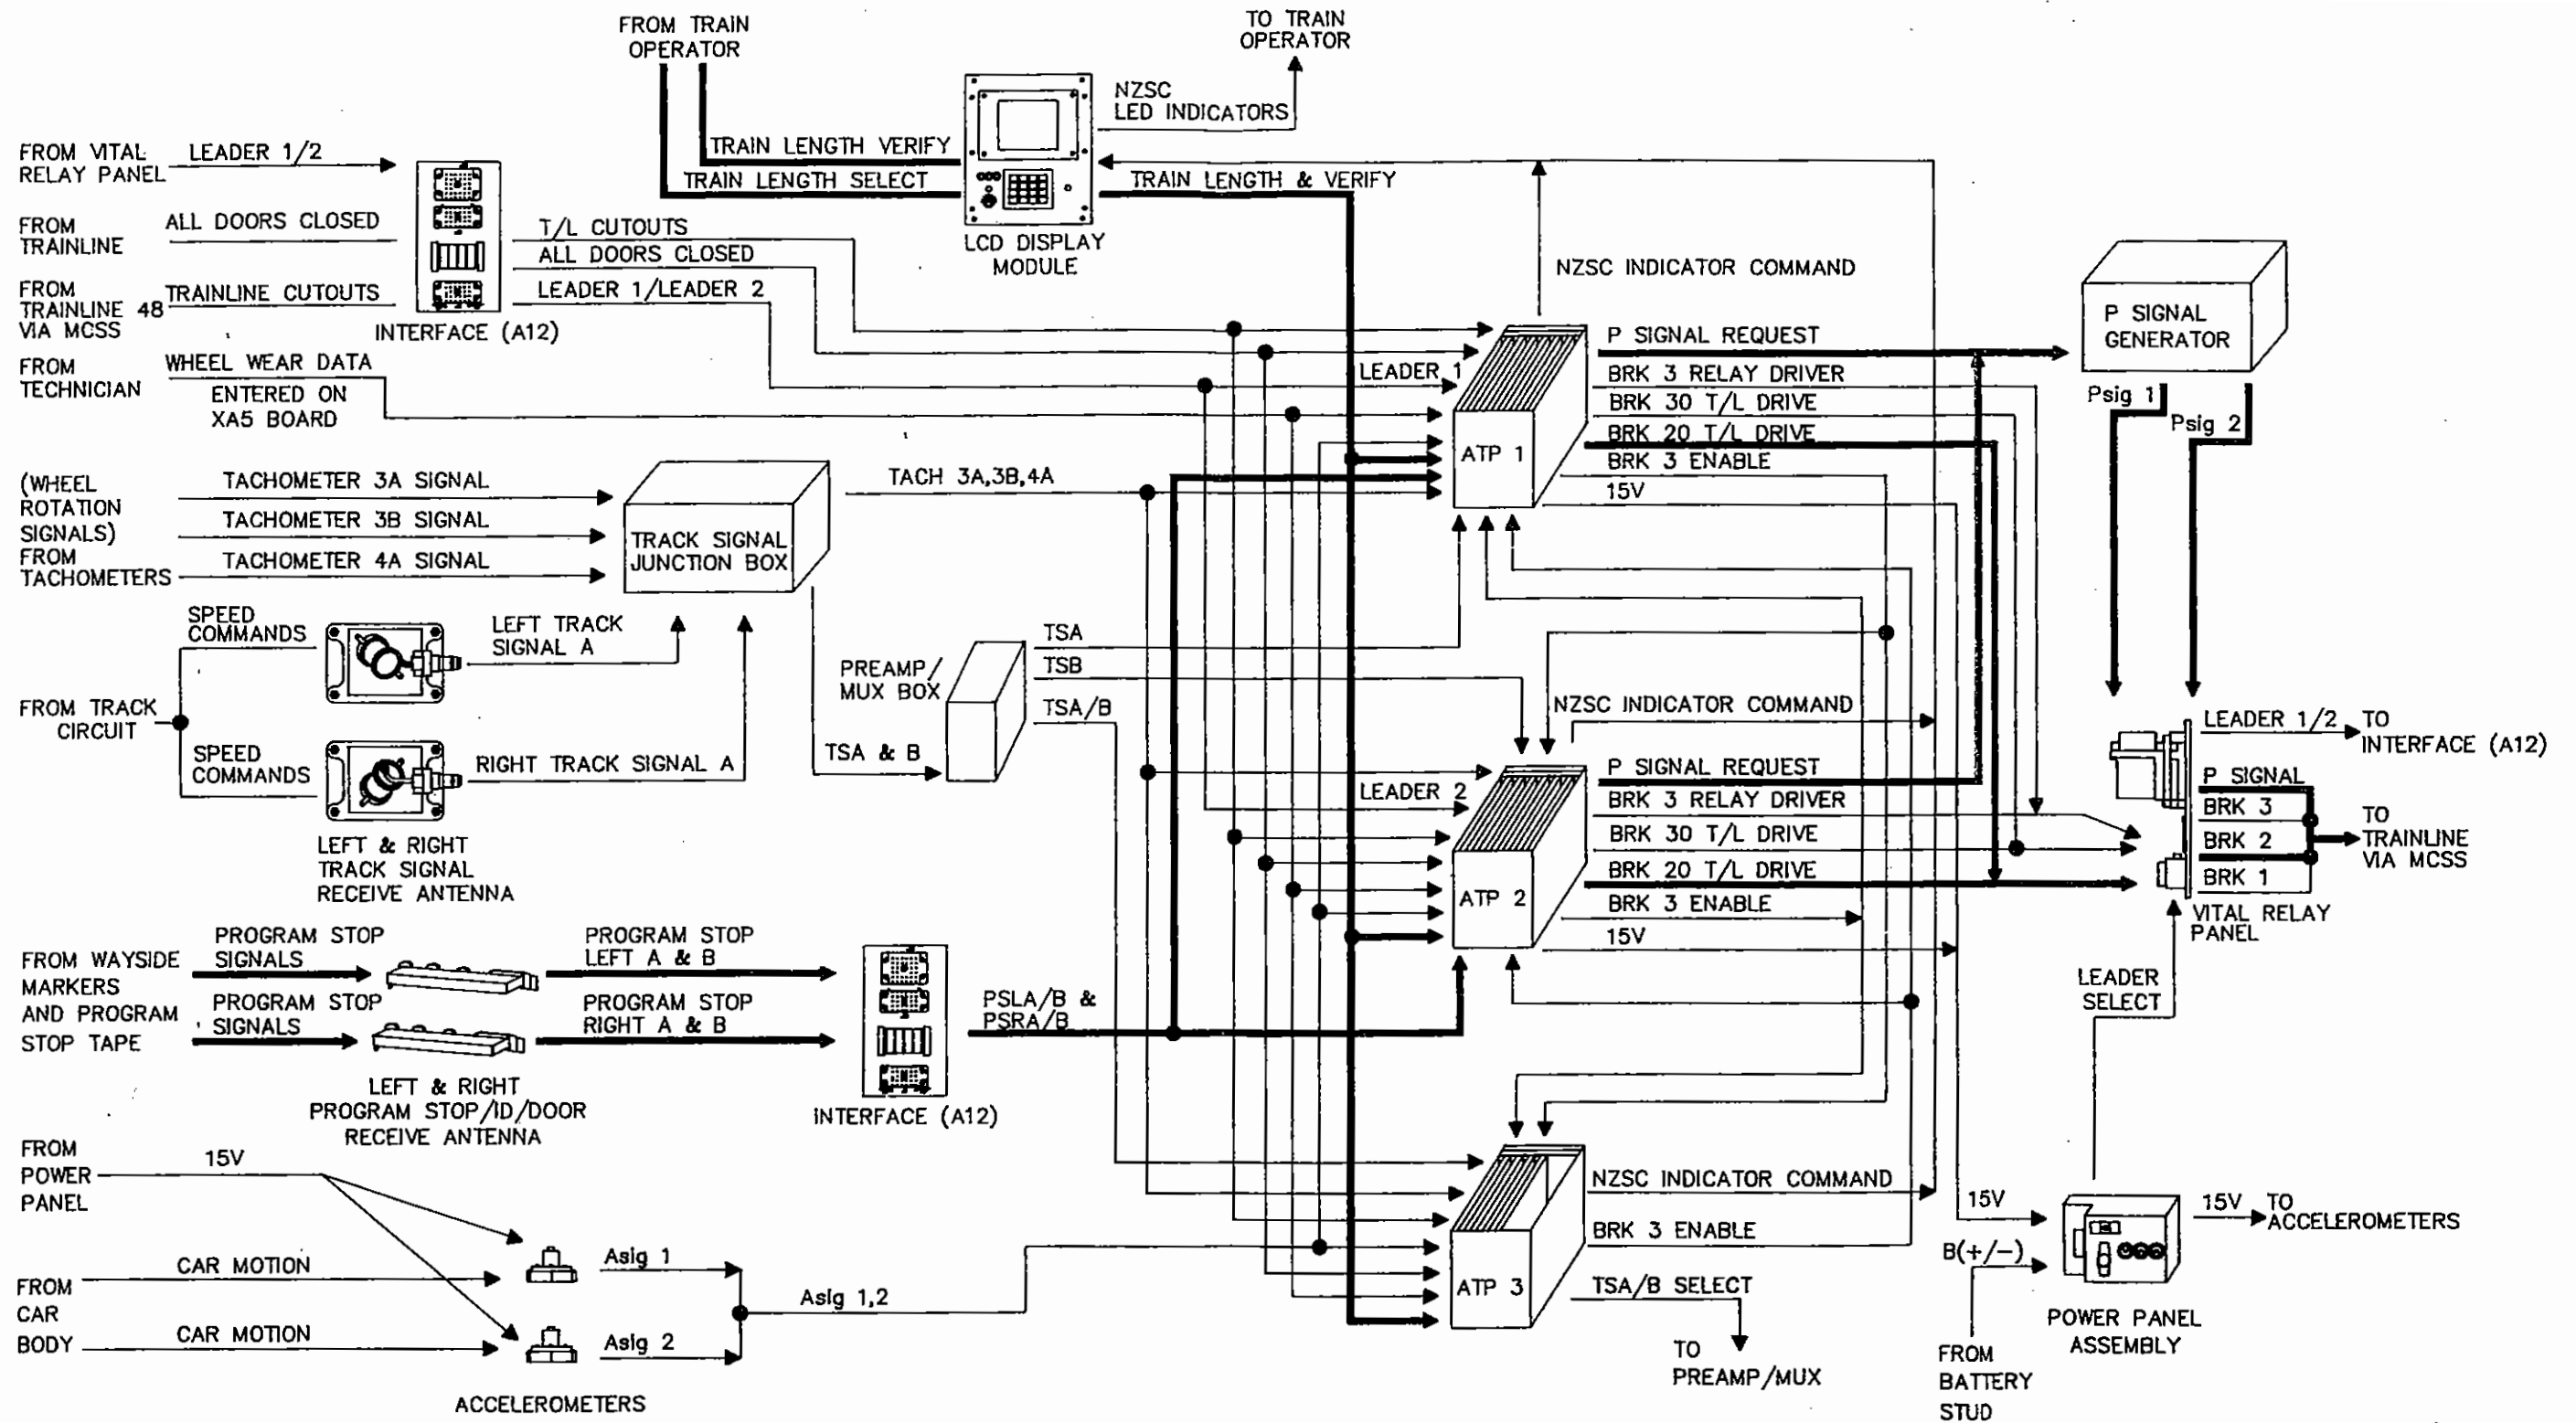 FROM TRAIN
OPERATOR
TO TRAIN
OPERATOR
NZSC
LED INDICATORS
TRAIN LENGTH VERIFY
TRAIN LENGTH SELECT
TRAIN LENGTH & VERIFY
LCD DISPLAY
MODULE
FROM VITAL
RELAY PANEL
LEADER 1/2
FROM
TRAINLINE
ALL DOORS CLOSED
FROM
TRAINLINE 48
VIA MCSS
TRAINLINE CUTOUTS
INTERFACE (A12)
T/L CUTOUTS
ALL DOORS CLOSED
LEADER 1/LEADER 2
FROM
TECHNICIAN
WHEEL WEAR DATA
ENTERED ON
XA5 BOARD
(WHEEL
ROTATION
SIGNALS)
FROM
TACHOMETERS
TACHOMETER 3A SIGNAL
TACHOMETER 3B SIGNAL
TACHOMETER 4A SIGNAL
TRACK SIGNAL
JUNCTION BOX
TACH 3A,3B,4A
SPEED
COMMANDS
LEFT TRACK
SIGNAL A
FROM TRACK
CIRCUIT
SPEED
COMMANDS
RIGHT TRACK SIGNAL A
LEFT & RIGHT
TRACK SIGNAL
RECEIVE ANTENNA
PREAMP/
MUX BOX
TSA & B
TSA
TSB
TSA/B
FROM WAYSIDE
MARKERS
AND PROGRAM
STOP TAPE
PROGRAM STOP
SIGNALS
PROGRAM STOP
SIGNALS
PROGRAM STOP
LEFT A & B
PROGRAM STOP
RIGHT A & B
LEFT & RIGHT
PROGRAM STOP/ID/DOOR
RECEIVE ANTENNA
INTERFACE (A12)
PSLA/B &
PSRA/B
FROM
POWER
PANEL
15V
FROM
CAR
BODY
CAR MOTION
CAR MOTION
Asig 1
Asig 2
Asig 1,2
ACCELEROMETERS
NZSC INDICATOR COMMAND
LEADER 1
ATP 1
P SIGNAL REQUEST
BRK 3 RELAY DRIVER
BRK 30 T/L DRIVE
BRK 20 T/L DRIVE
BRK 3 ENABLE
15V
NZSC INDICATOR COMMAND
LEADER 2
ATP 2
P SIGNAL REQUEST
BRK 3 RELAY DRIVER
BRK 30 T/L DRIVE
BRK 20 T/L DRIVE
BRK 3 ENABLE
15V
ATP 3
NZSC INDICATOR COMMAND
BRK 3 ENABLE
TSA/B SELECT
TO
PREAMP/MUX
P SIGNAL
GENERATOR
Psig 1
Psig 2
LEADER 1/2
TO
INTERFACE (A12)
P SIGNAL
BRK 3
BRK 2
BRK 1
TO
TRAINLINE
VIA MCSS
VITAL RELAY
PANEL
LEADER
SELECT
15V
B(+/-)
15V
TO
ACCELEROMETERS
POWER PANEL
ASSEMBLY
FROM
BATTERY
STUD